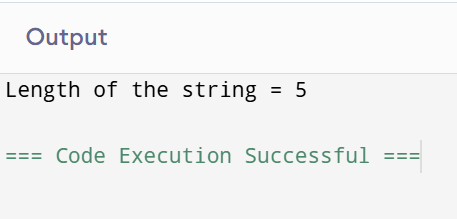 Output
Length of the string = 5
=== Code Execution Successful ===